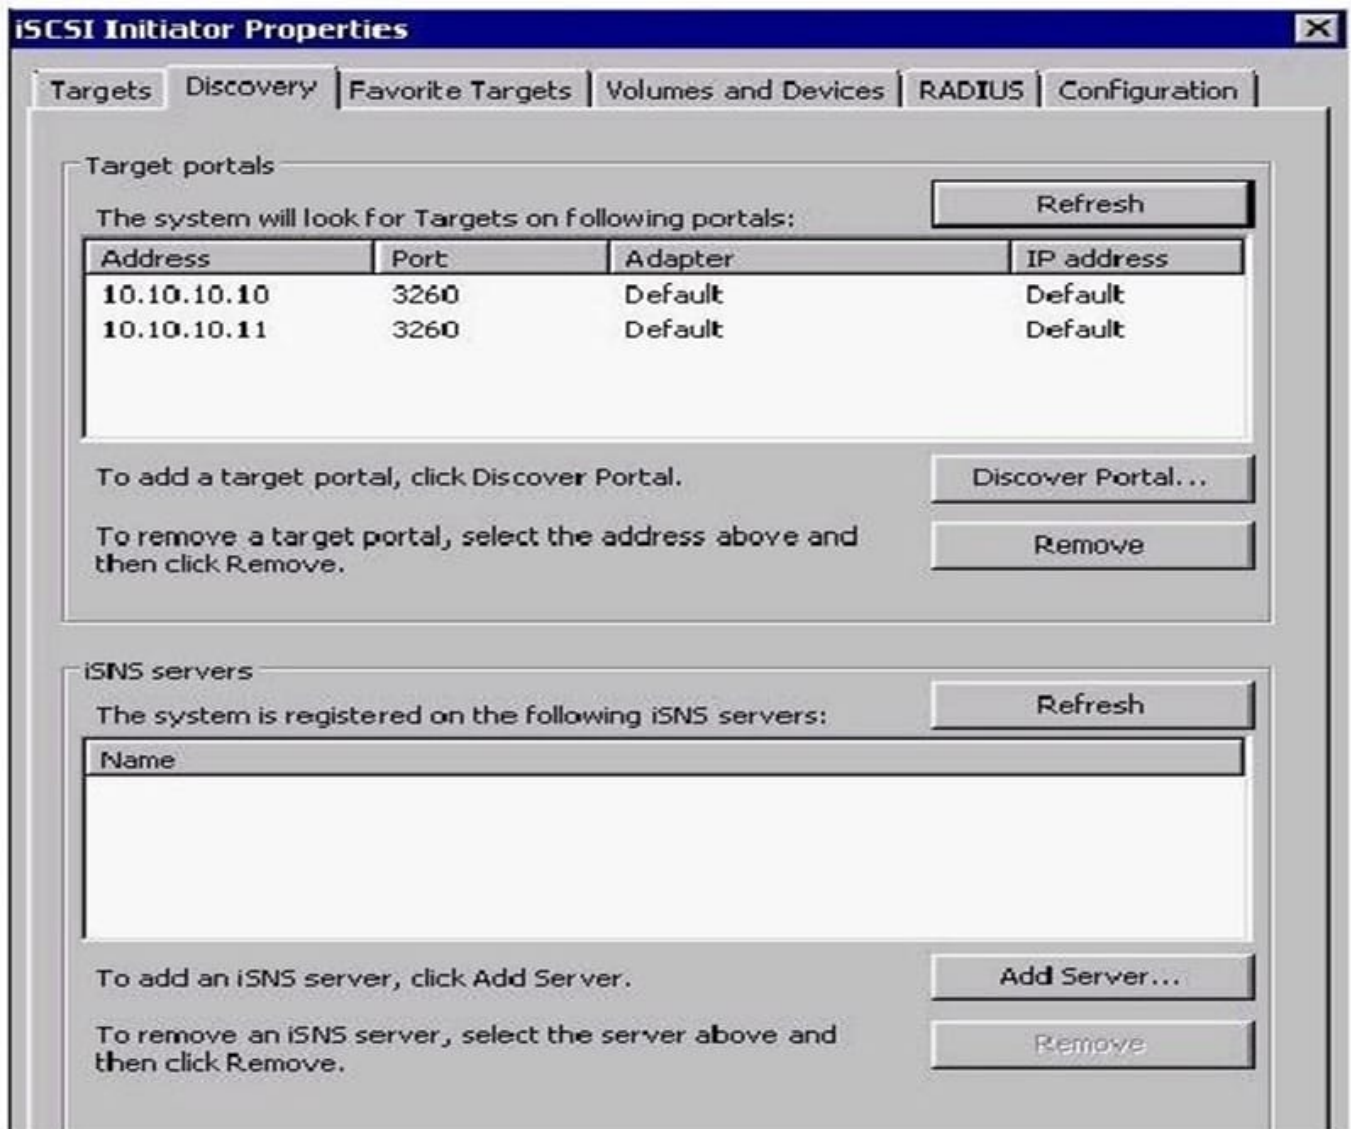 iSCSI Initiator Properties
Targets Discovery Favorite Targets Volumes and Devices RADIUS Configuration
Target portals
The system will look for Targets on following portals:
Refresh
Address Port Adapter IP address
10.10.10.10 3260 Default Default
10.10.10.11 3260 Default Default
To add a target portal, click Discover Portal.
Discover Portal...
To remove a target portal, select the address above and
then click Remove.
Remove
iSNS servers
The system is registered on the following iSNS servers:
Refresh
Name
To add an iSNS server, click Add Server.
Add Server...
To remove an iSNS server, select the server above and
then click Remove.
Remove